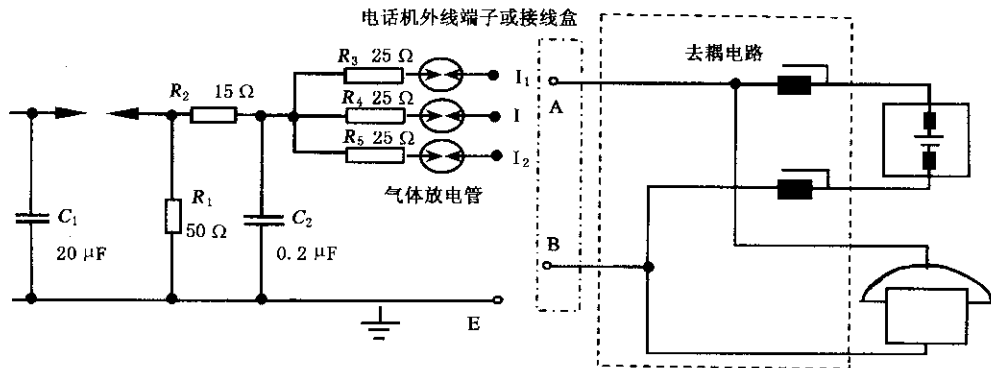 电话机外线端子或接线盒
去耦电路
R₃ 25 Ω
I₁
R₂ 15 Ω
A
R₄ 25 Ω
I
R₅ 25 Ω
I₂
气体放电管
R₁
50 Ω
C₁
20 μF
C₂
0.2 μF
B
E